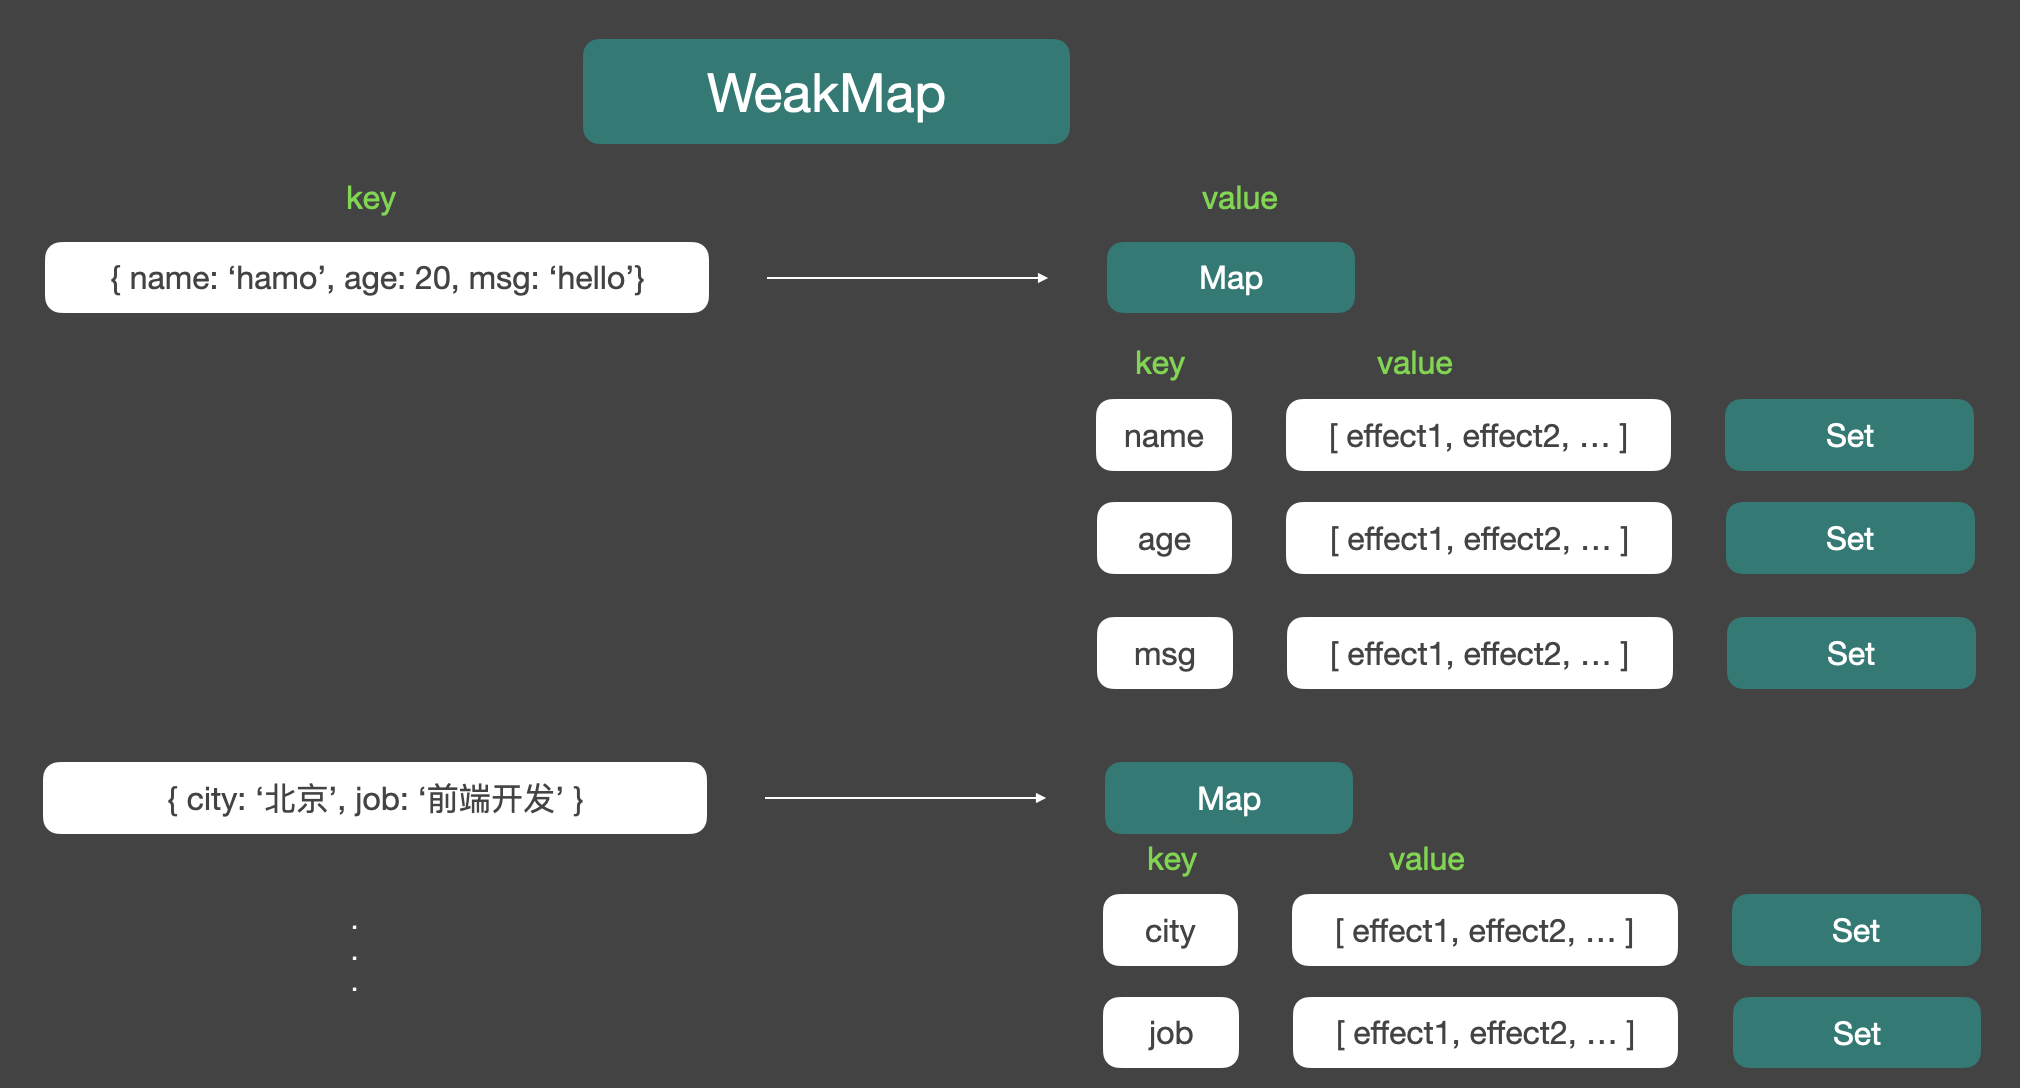 WeakMap
key value
{ name: ‘hamo’, age: 20, msg: ‘hello’} Map
key value
name [ effect1, effect2, … ] Set
age [ effect1, effect2, … ] Set
msg [ effect1, effect2, … ] Set
{ city: ‘北京’, job: ‘前端开发’ } Map
key value
city [ effect1, effect2, … ] Set
job [ effect1, effect2, … ] Set
.
.
.